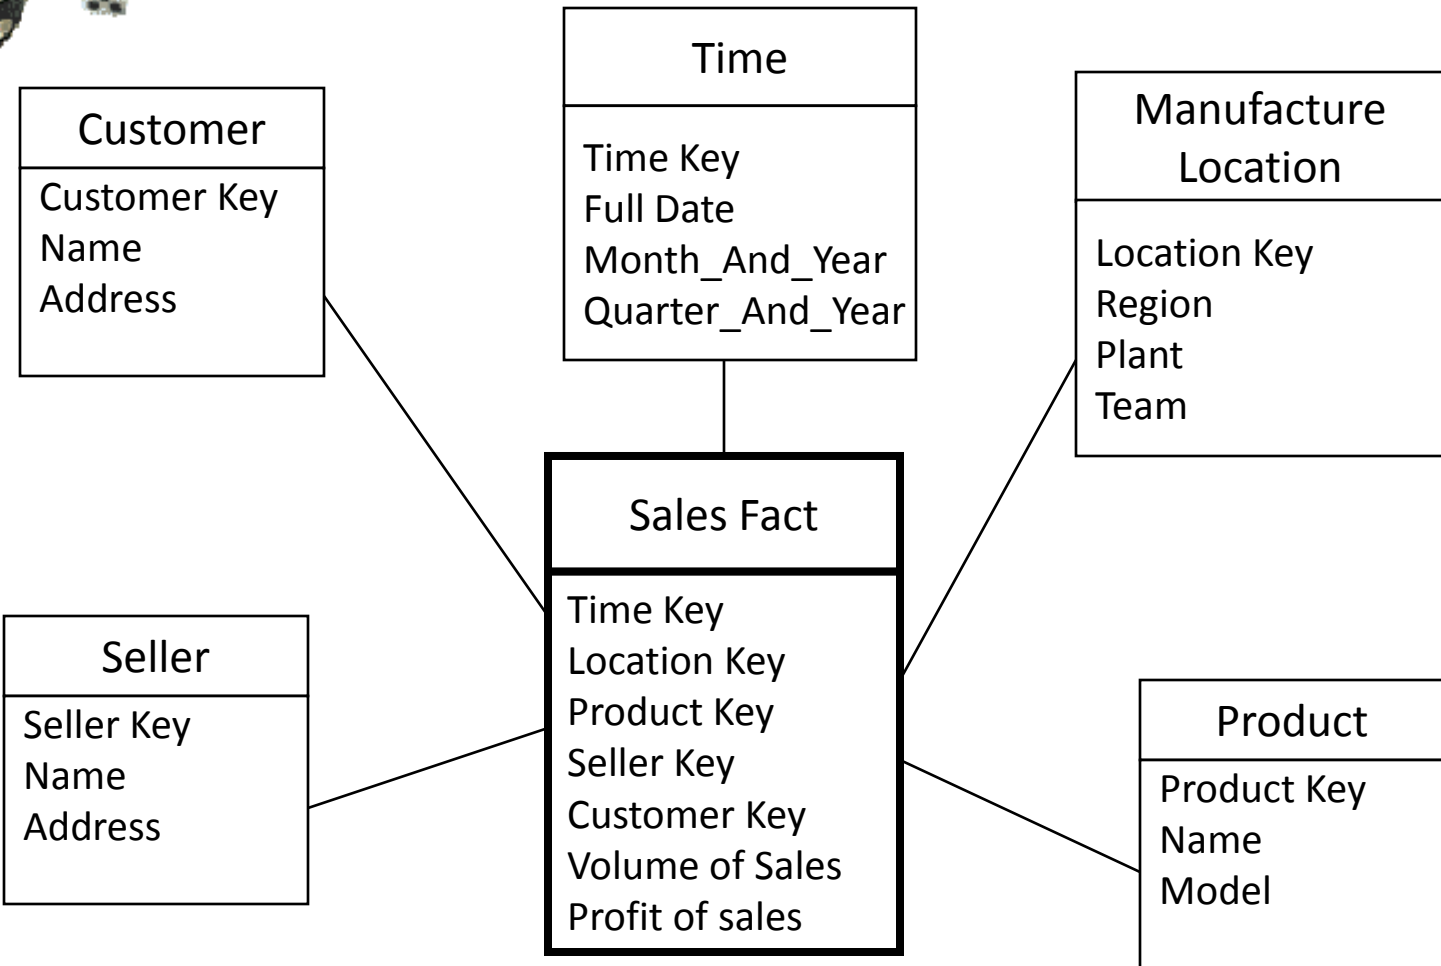 Time
Time Key
Full Date
Month_And_Year
Quarter_And_Year
Customer
Customer Key
Name
Address
Manufacture
Location
Location Key
Region
Plant
Team
Sales Fact
Time Key
Location Key
Product Key
Seller Key
Customer Key
Volume of Sales
Profit of sales
Seller
Seller Key
Name
Address
Product
Product Key
Name
Model